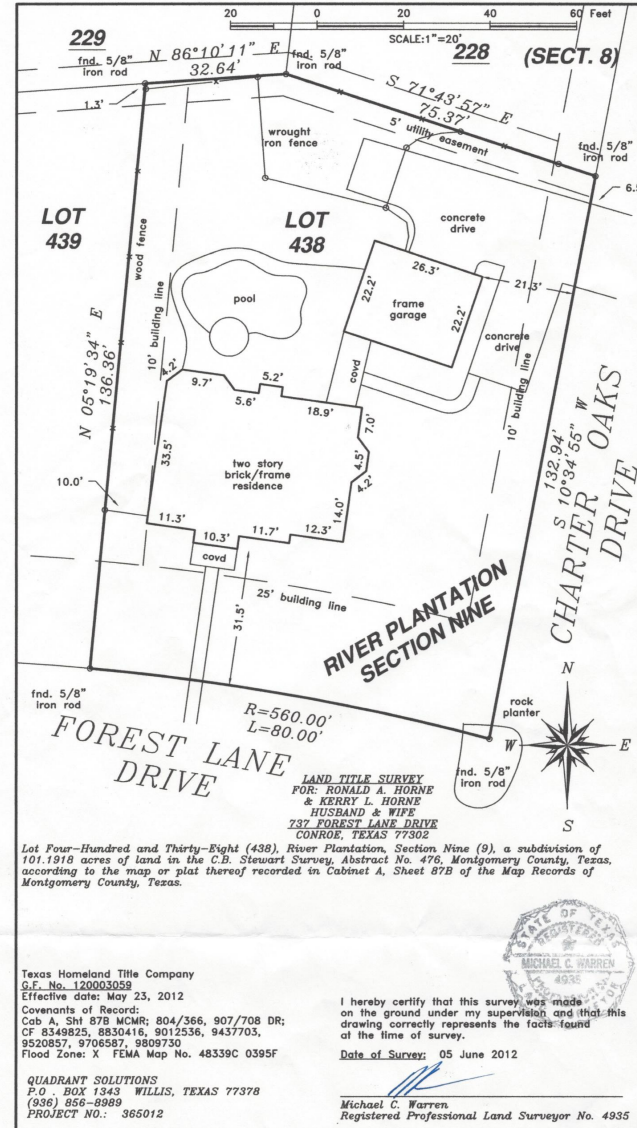 20 0 20 40 60 Feet
SCALE:1"=20'
229
228
(SECT. 8)
N 86°10'11" E
32.64'
fnd. 5/8"
iron rod
fnd. 5/8"
iron rod
S 71°43'57" E
75.37'
5' utility easement
fnd. 5/8"
iron rod
1.3'
wrought
iron fence
6.5
LOT
439
LOT
438
concrete
drive
wood fence
10' building line
pool
26.3'
22.2'
frame
garage
22.2'
21.3'
concrete
drive
10' building line
N 05°19'34" E
136.36'
4.2'
9.7'
5.6'
5.2'
18.9'
covd
7.0'
4.5'
4.2'
14.0'
33.5'
two story
brick/frame
residence
10.0'
11.3'
10.3'
11.7'
12.3'
covd
25' building line
31.5'
132.94'
S 10°34'55" W
CHARTER OAKS
DRIVE
RIVER PLANTATION
SECTION NINE
fnd. 5/8"
iron rod
R=560.00'
L=80.00'
FOREST LANE
DRIVE
rock
planter
fnd. 5/8"
iron rod
N
W
E
S
LAND TITLE SURVEY
FOR: RONALD A. HORNE
& KERRY L. HORNE
HUSBAND & WIFE
737 FOREST LANE DRIVE
CONROE, TEXAS 77302
Lot Four-Hundred and Thirty-Eight (438), River Plantation, Section Nine (9), a subdivision of
101.1918 acres of land in the C.B. Stewart Survey, Abstract No. 476, Montgomery County, Texas,
according to the map or plat thereof recorded in Cabinet A, Sheet 87B of the Map Records of
Montgomery County, Texas.
Texas Homeland Title Company
G.F. No. 120003059
Effective date: May 23, 2012
Covenants of Record:
Cab A, Sht 87B MCMR; 804/366, 907/708 DR;
CF 8349825, 8830416, 9012536, 9437703,
9520857, 9706587, 9809730
Flood Zone: X FEMA Map No. 48339C 0395F
QUADRANT SOLUTIONS
P.O . BOX 1343 WILLIS, TEXAS 77378
(936) 856-8989
PROJECT NO.: 365012
STATE OF TEXAS
REGISTERED
MICHAEL C. WARREN
4935
I hereby certify that this survey was made
on the ground under my supervision and that this
drawing correctly represents the facts found
at the time of survey.
Date of Survey: 05 June 2012
Michael C. Warren
Registered Professional Land Surveyor No. 4935